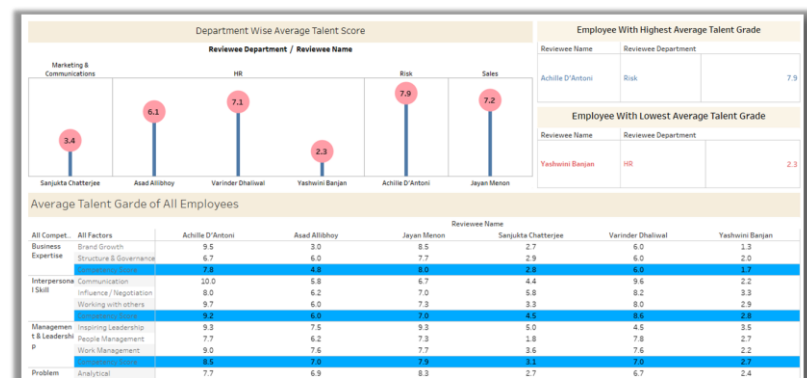 Department Wise Average Talent Score
Reviewee Department / Reviewee Name
Marketing &
Communications HR Risk Sales
3.4 6.1 7.1 2.3 7.9 7.2
Sanjukta Chatterjee Asad Allibhoy Varinder Dhaliwal Yashwini Banjan Achille D'Antoni Jayan Menon
Employee With Highest Average Talent Grade
Reviewee Name Reviewee Department
Achille D'Antoni Risk 7.9
Employee With Lowest Average Talent Grade
Reviewee Name Reviewee Department
Yashwini Banjan HR 2.3
Average Talent Garde of All Employees
Reviewee Name
All Compet.. All Factors Achille D'Antoni Asad Allibhoy Jayan Menon Sanjukta Chatterjee Varinder Dhaliwal Yashwini Banjan
Business Brand Growth 9.5 3.0 8.5 2.7 6.0 1.3
Expertise Structure & Governance 6.7 6.0 7.7 2.9 6.0 2.0
Competency Score 7.8 4.8 8.0 2.8 6.0 1.7
Interpersona Communication 10.0 5.8 6.7 4.4 9.6 2.2
l Skill Influence / Negotiation 8.0 6.2 7.0 5.8 8.2 3.3
Working with others 9.7 6.0 7.3 3.3 8.0 2.9
Competency Score 9.2 6.0 7.0 4.5 8.6 2.8
Managemen Inspiring Leadership 9.3 7.5 9.3 5.0 4.5 3.5
t & Leadershi People Management 7.7 6.2 7.3 1.8 7.8 2.7
p Work Management 9.0 7.6 7.7 3.6 7.6 2.2
Competency Score 8.5 7.0 7.9 3.1 7.0 2.7
Problem Analytical 7.7 6.9 8.3 2.7 6.7 2.4